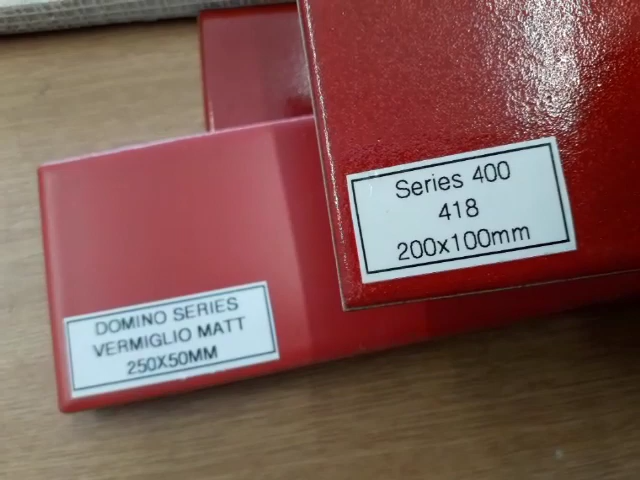 Series 400
418
200x100mm
DOMINO SERIES
VERMIGLIO MATT
250X50MM